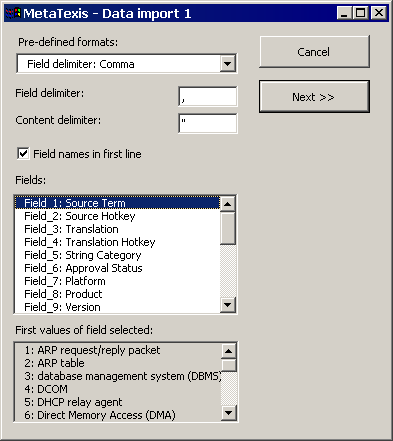 MetaTexis - Data import 1
Pre-defined formats:
Field delimiter: Comma
Cancel
Field delimiter:
,
Next >>
Content delimiter:
"
Field names in first line
Fields:
Field_1: Source Term
Field_2: Source Hotkey
Field_3: Translation
Field_4: Translation Hotkey
Field_5: String Category
Field_6: Approval Status
Field_7: Platform
Field_8: Product
Field_9: Version
First values of field selected:
1: ARP request/reply packet
2: ARP table
3: database management system (DBMS)
4: DCOM
5: DHCP relay agent
6: Direct Memory Access (DMA)